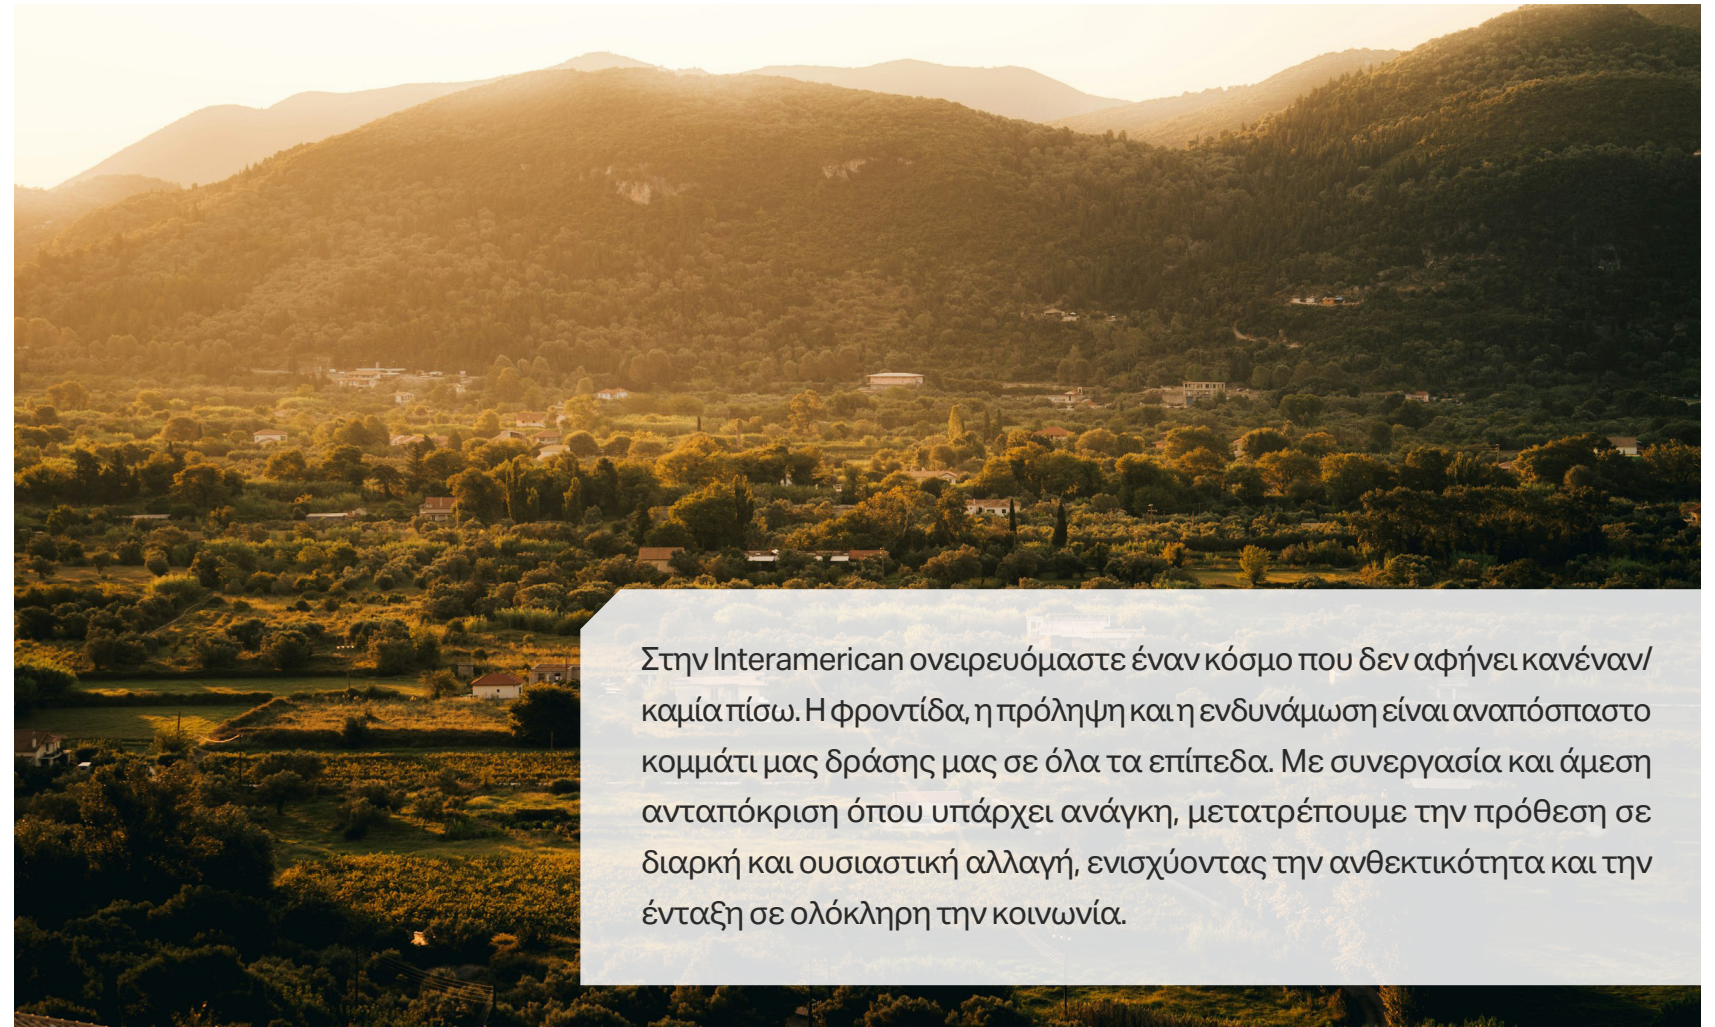 Στην Interamerican ονειρευόμαστε έναν κόσμο που δεν αφήνει κανέναν/
καμία πίσω. Η φροντίδα, η πρόληψη και η ενδυνάμωση είναι αναπόσπαστο
κομμάτι μας δράσης μας σε όλα τα επίπεδα. Με συνεργασία και άμεση
ανταπόκριση όπου υπάρχει ανάγκη, μετατρέπουμε την πρόθεση σε
διαρκή και ουσιαστική αλλαγή, ενισχύοντας την ανθεκτικότητα και την
ένταξη σε ολόκληρη την κοινωνία.